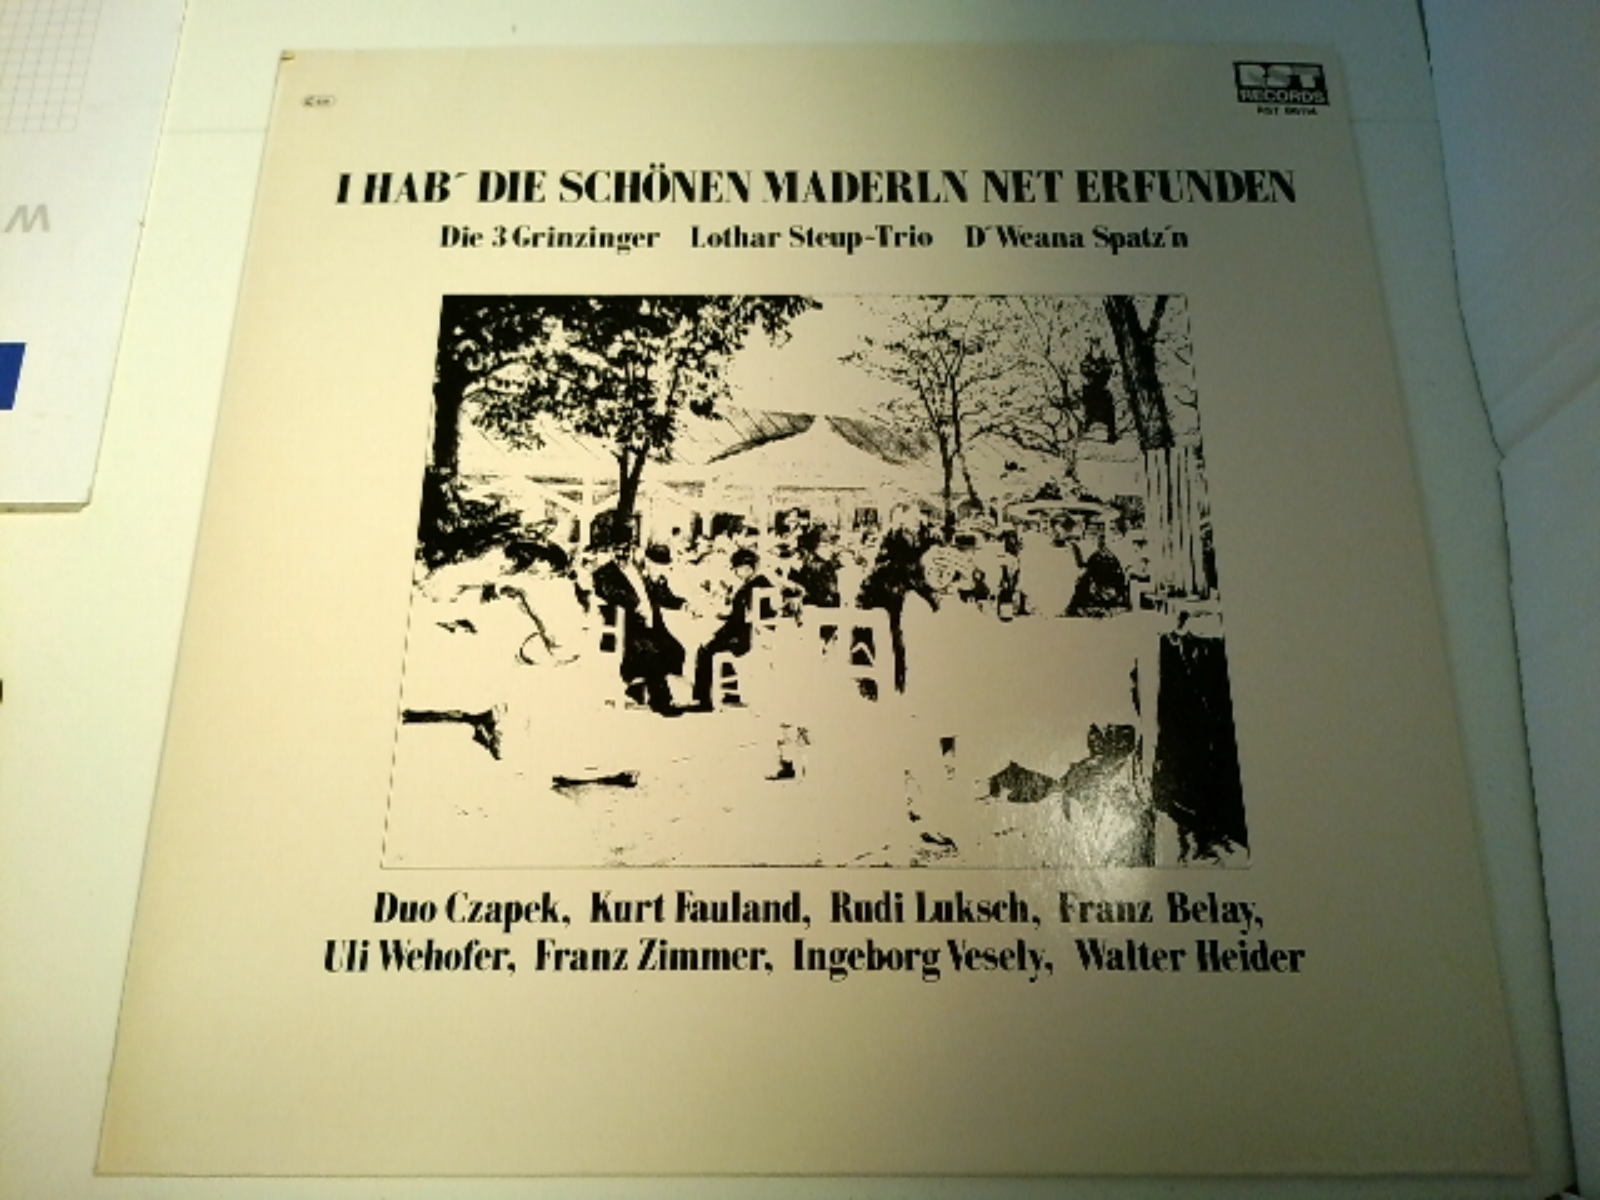 RST
RECORDS
I HAB´ DIE SCHÖNEN MADERLN NET ERFUNDEN
Die 3 Grinzinger Lothar Steup-Trio D´Weana Spatz´n
Duo Czapek, Kurt Fauland, Rudi Luksch, Franz Belay,
Uli Wehofer, Franz Zimmer, Ingeborg Vesely, Walter Heider
W